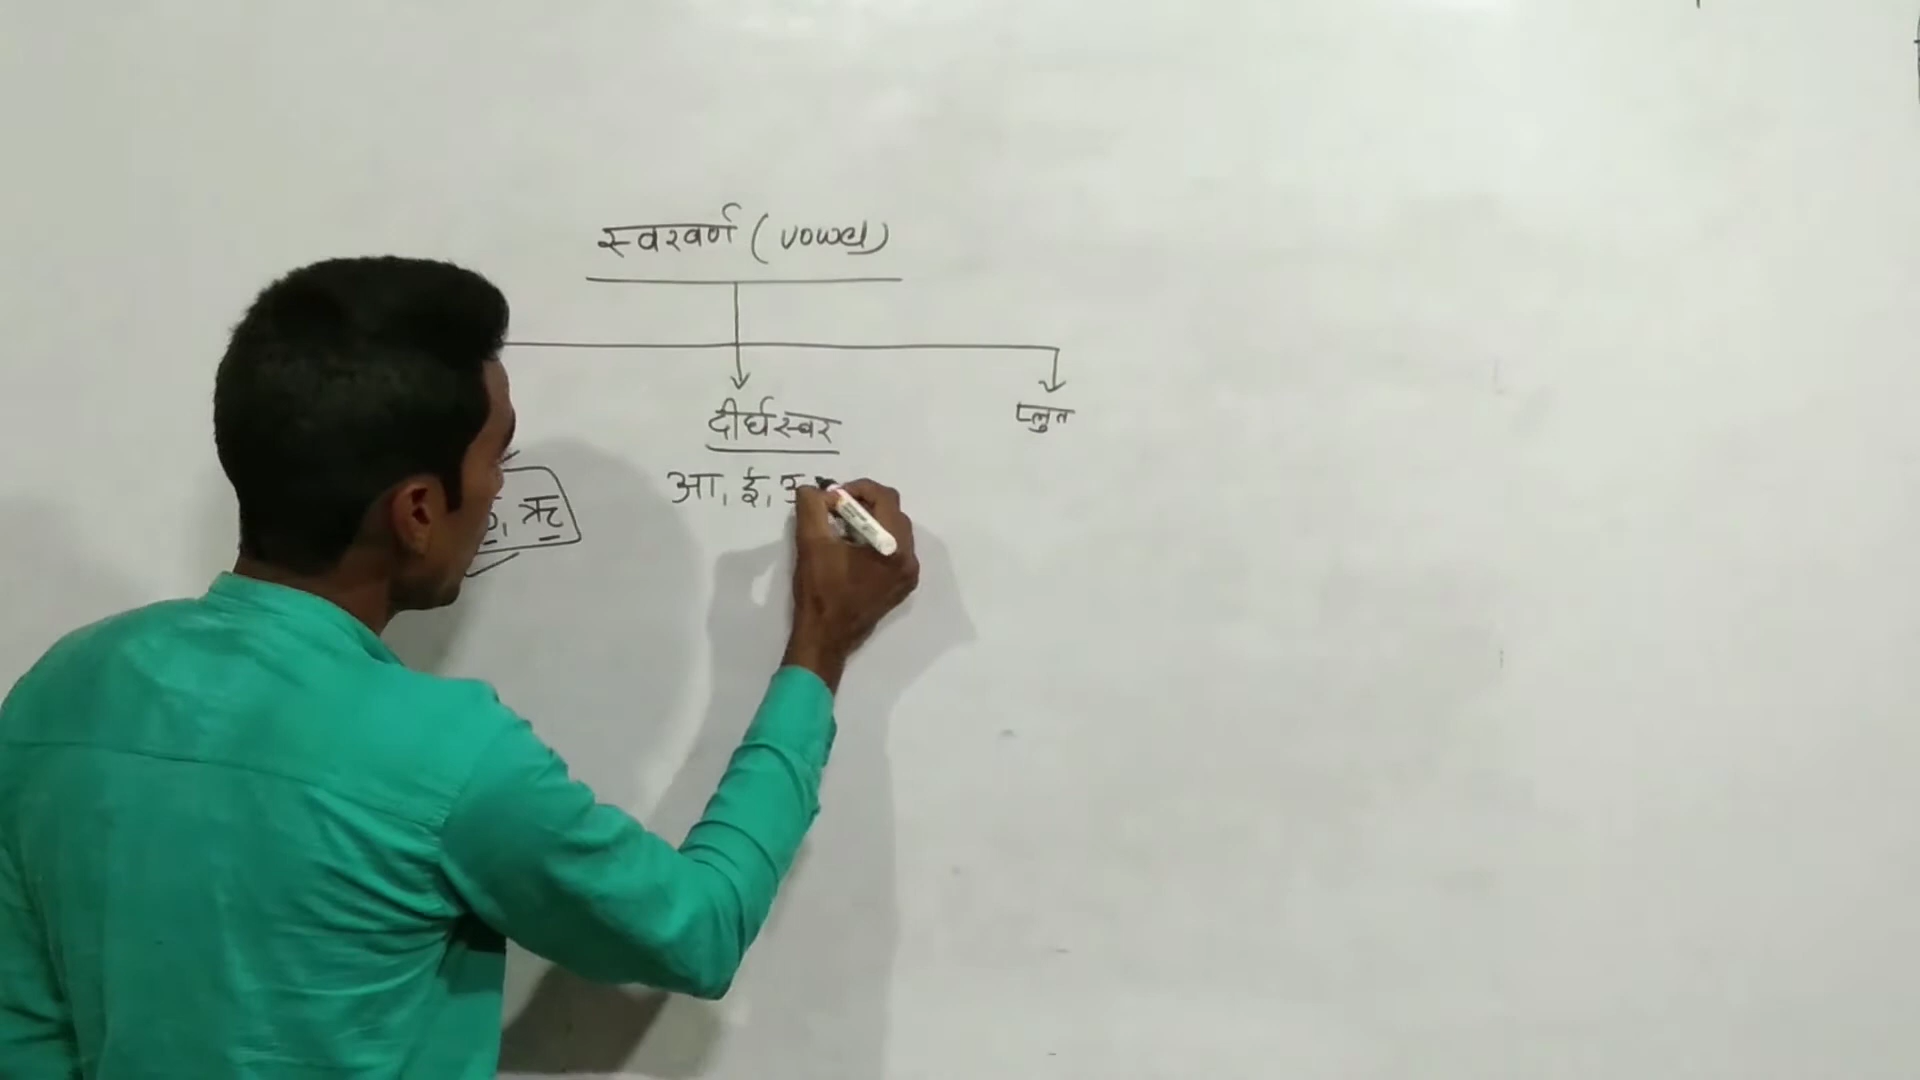 स्वरवर्ण (vowel)
दीर्घस्वर
प्लुत
आ, ई,
ऋ